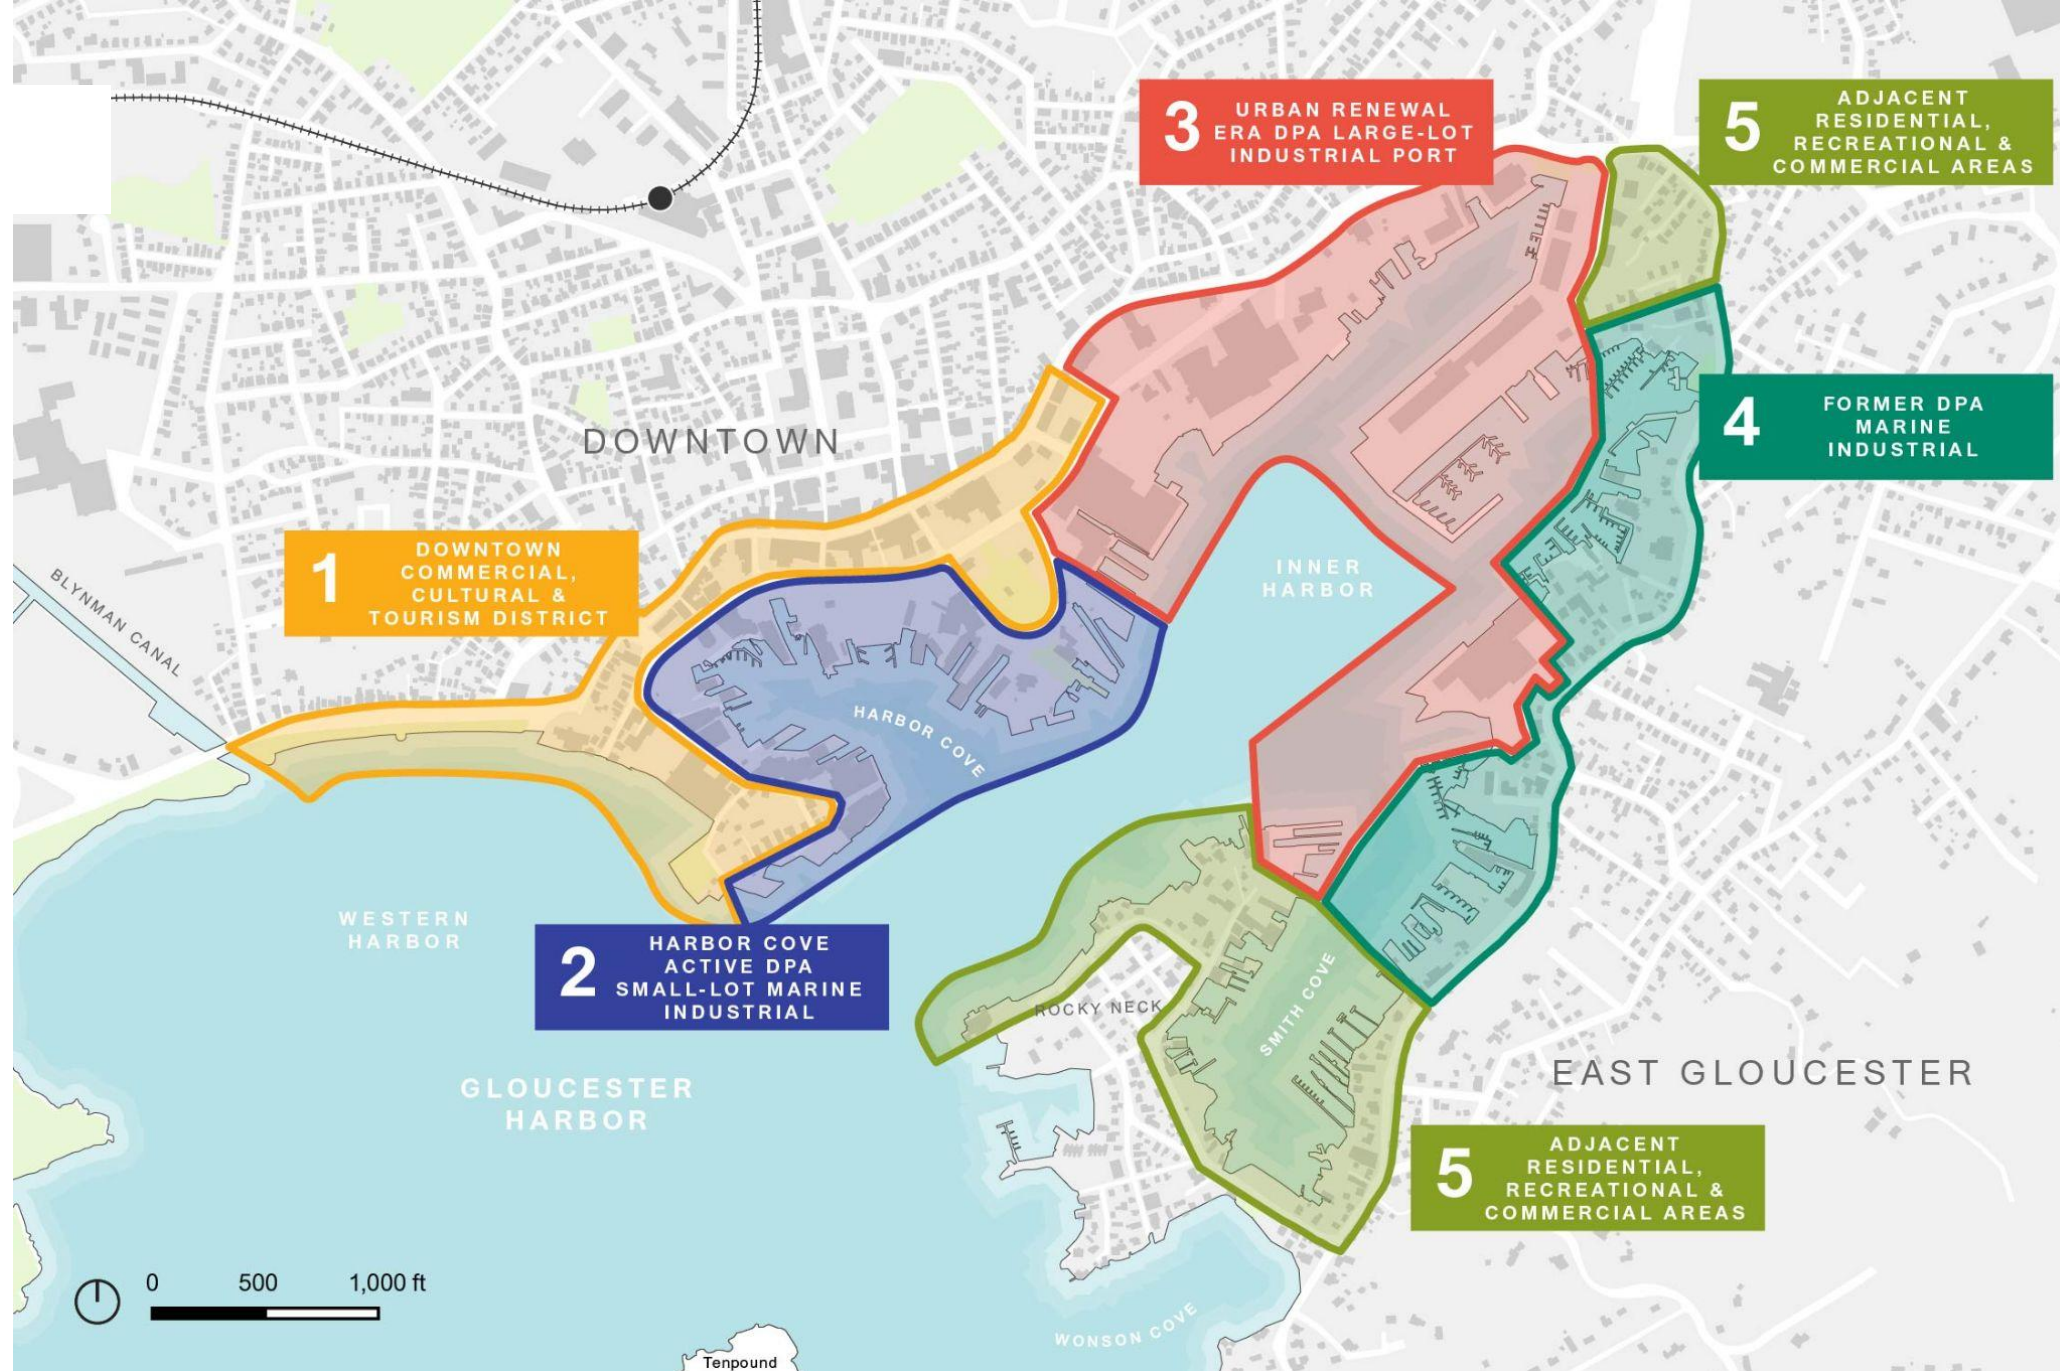 3
URBAN RENEWAL
ERA DPA LARGE-LOT
INDUSTRIAL PORT
5
ADJACENT
RESIDENTIAL,
RECREATIONAL &
COMMERCIAL AREAS
4
FORMER DPA
MARINE
INDUSTRIAL
DOWNTOWN
1
DOWNTOWN
COMMERCIAL,
CULTURAL &
TOURISM DISTRICT
BLYNMAN CANAL
INNER
HARBOR
HARBOR COVE
WESTERN
HARBOR
2
HARBOR COVE
ACTIVE DPA
SMALL-LOT MARINE
INDUSTRIAL
ROCKY NECK
SMITH COVE
GLOUCESTER
HARBOR
EAST GLOUCESTER
5
ADJACENT
RESIDENTIAL,
RECREATIONAL &
COMMERCIAL AREAS
0 500 1,000 ft
WONSON COVE
Tenpound